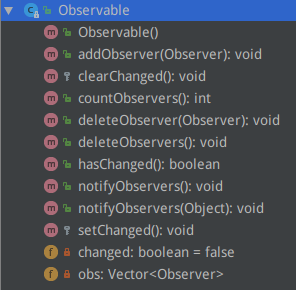 Observable
Observable()
addObserver(Observer): void
clearChanged(): void
countObservers(): int
deleteObserver(Observer): void
deleteObservers(): void
hasChanged(): boolean
notifyObservers(): void
notifyObservers(Object): void
setChanged(): void
changed: boolean = false
obs: Vector<Observer>